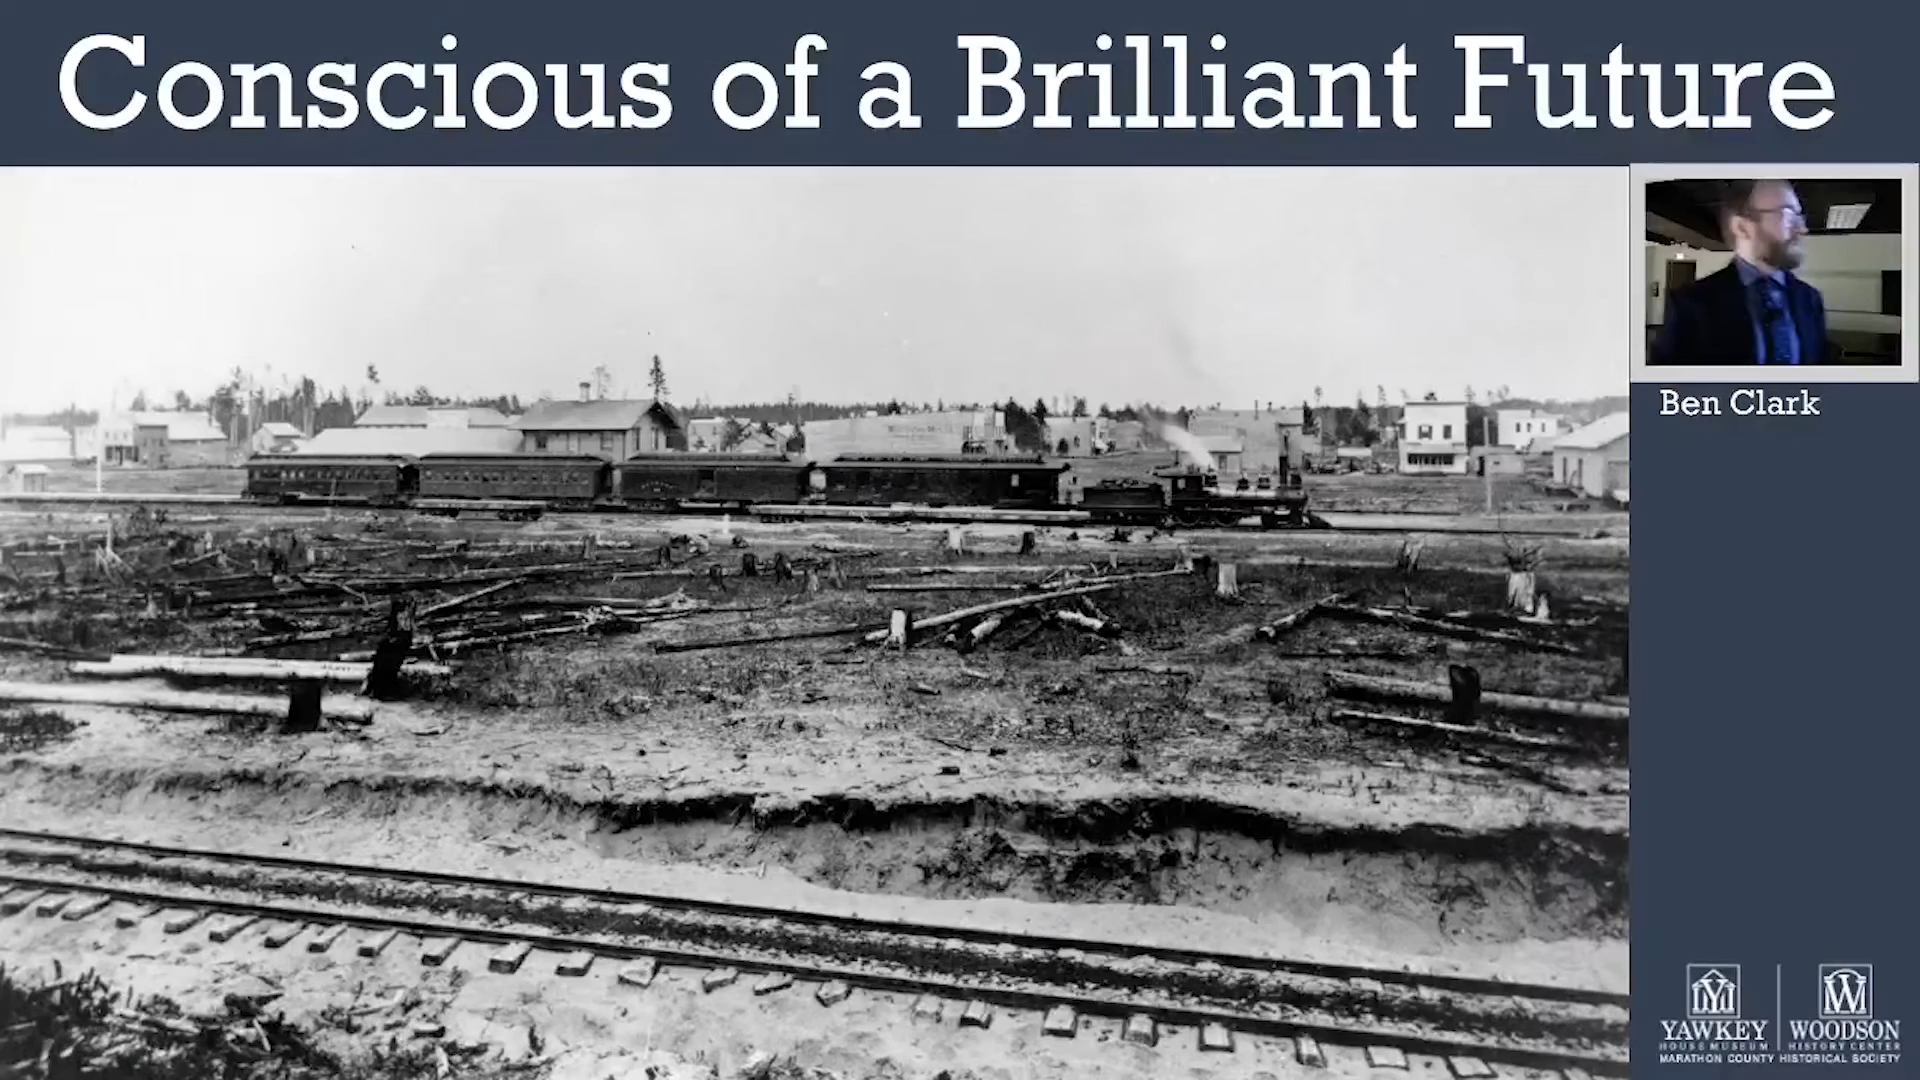 Conscious of a Brilliant Future
Ben Clark
YAWKEY
HOUSE MUSEUM
WOODSON
HISTORY CENTER
MARATHON COUNTY HISTORICAL SOCIETY